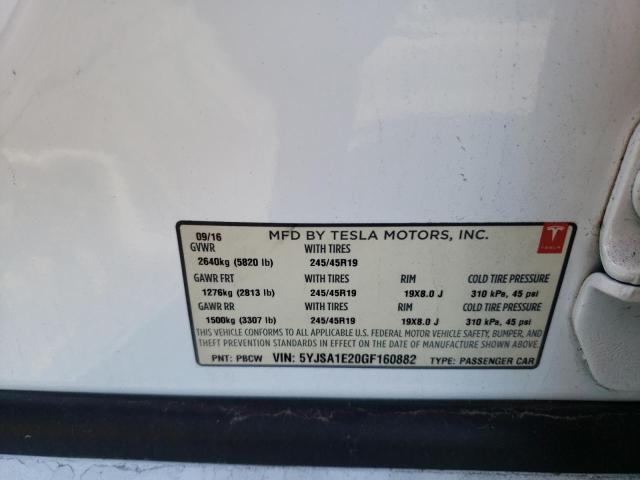 09/16 MFD BY TESLA MOTORS, INC.
GVWR WITH TIRES
2640kg (5820 lb) 245/45R19 TESLA
GAWR FRT WITH TIRES RIM COLD TIRE PRESSURE
1276kg (2813 lb) 245/45R19 19X8.0 J 310 kPa, 45 psi
GAWR RR WITH TIRES RIM COLD TIRE PRESSURE
1500kg (3307 lb) 245/45R19 19X8.0 J 310 kPa, 45 psi
THIS VEHICLE CONFORMS TO ALL APPLICABLE U.S. FEDERAL MOTOR VEHICLE SAFETY, BUMPER, AND
THEFT PREVENTION STANDARDS IN EFFECT ON THE DATE OF MANUFACTURE SHOWN ABOVE.
PNT: PBCW VIN: 5YJSA1E20GF160882 TYPE: PASSENGER CAR